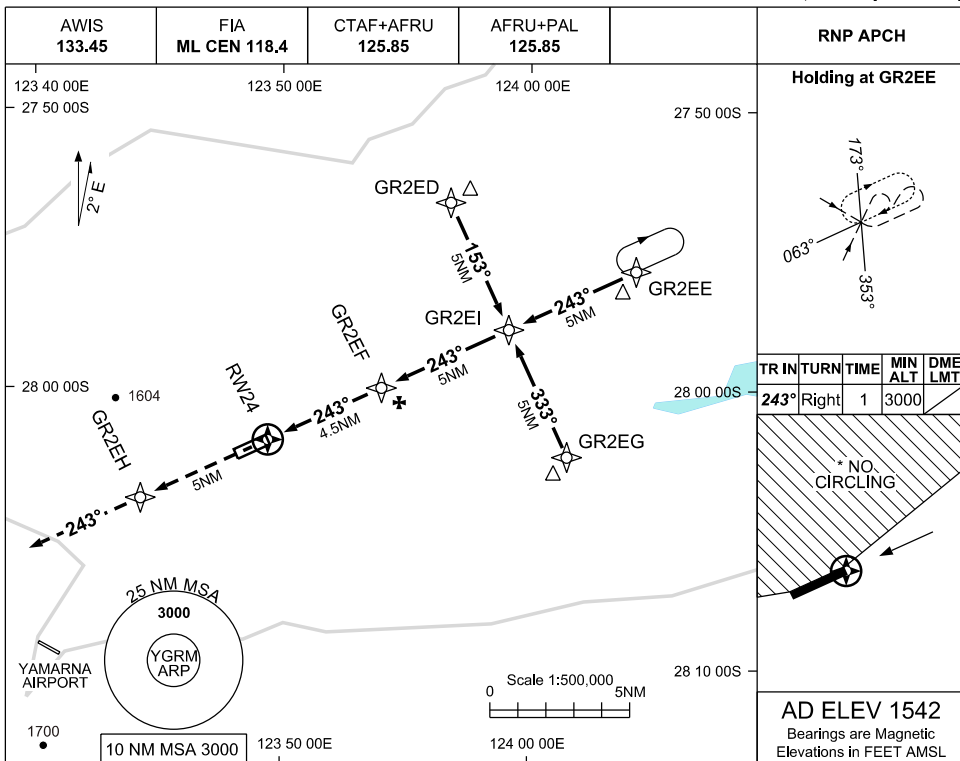 AWIS
133.45
FIA
ML CEN 118.4
CTAF+AFRU
125.85
AFRU+PAL
125.85
RNP APCH
123 40 00E
123 50 00E
124 00 00E
27 50 00S
27 50 00S
2° E
GR2ED
153°
5NM
GR2EE
243°
5NM
GR2EI
GR2EF
243°
5NM
RW24
243°
4.5NM
333°
5NM
GR2EG
28 00 00S
28 00 00S
1604
GR2EH
5NM
243°
25 NM MSA
3000
YGRM
ARP
YAMARNA
AIRPORT
1700
10 NM MSA 3000
Scale 1:500,000
0
5NM
28 10 00S
123 50 00E
124 00 00E
Holding at GR2EE
173°
063°
353°
TR IN TURN TIME MIN ALT DME LMT
243° Right 1 3000
* NO
CIRCLING
AD ELEV 1542
Bearings are Magnetic
Elevations in FEET AMSL